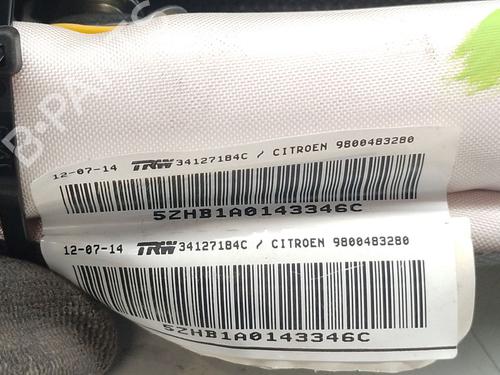 B-PARTS
12-07-14 TRW 34127184C / CITROEN 9800483280
5ZHB1A0143346C
12-07-14 TRW 34127184C / CITROEN 9800483280
5ZHB1A0143346C